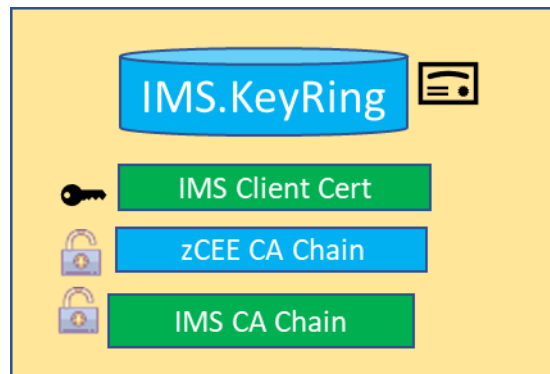 IMS.KeyRing
IMS Client Cert
zCEE CA Chain
IMS CA Chain